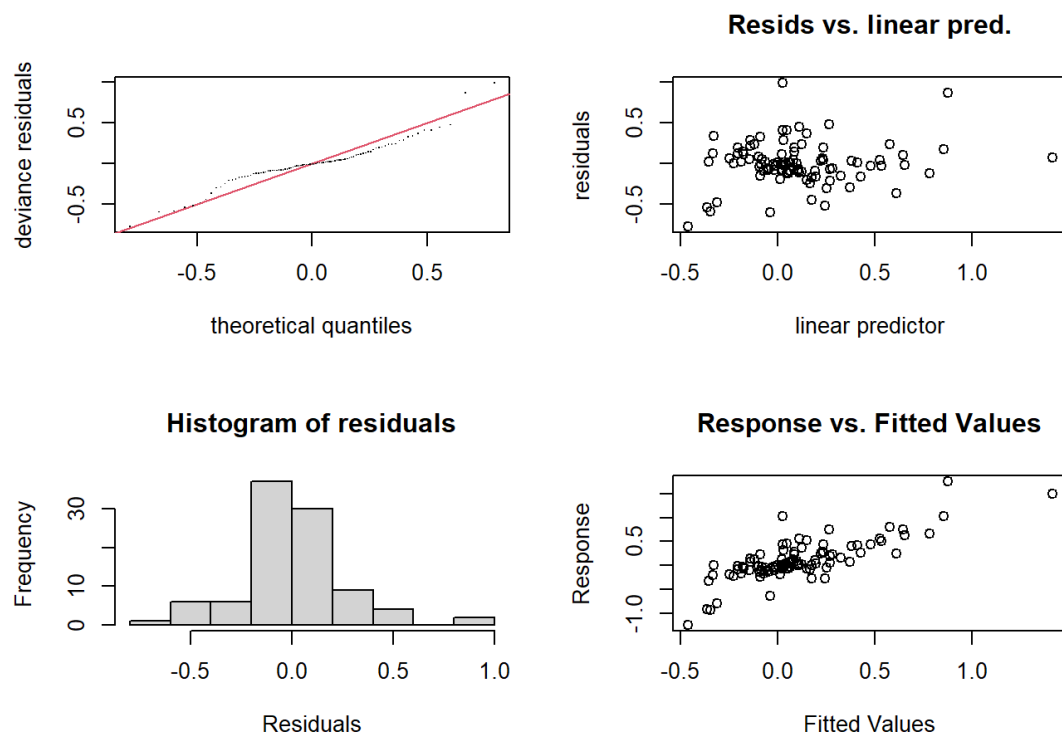 deviance residuals
0.5
-0.5
-0.5
0.0
0.5
theoretical quantiles
Resids vs. linear pred.
residuals
0.5
-0.5
-0.5
0.0
0.5
1.0
linear predictor
Histogram of residuals
Frequency
30
10
0
-0.5
0.0
0.5
1.0
Residuals
Response vs. Fitted Values
Response
0.5
-1.0
-0.5
0.0
0.5
1.0
Fitted Values